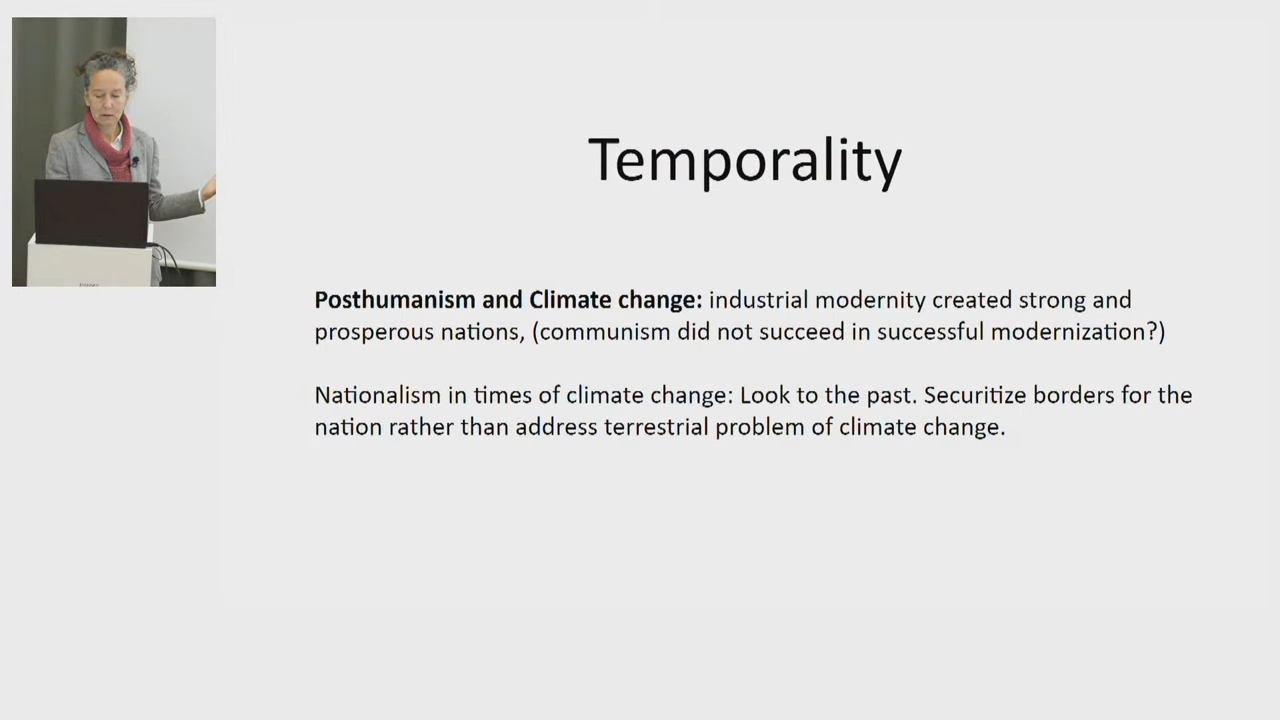 Temporality
Posthumanism and Climate change: industrial modernity created strong and
prosperous nations, (communism did not succeed in successful modernization?)
Nationalism in times of climate change: Look to the past. Securitize borders for the
nation rather than address terrestrial problem of climate change.